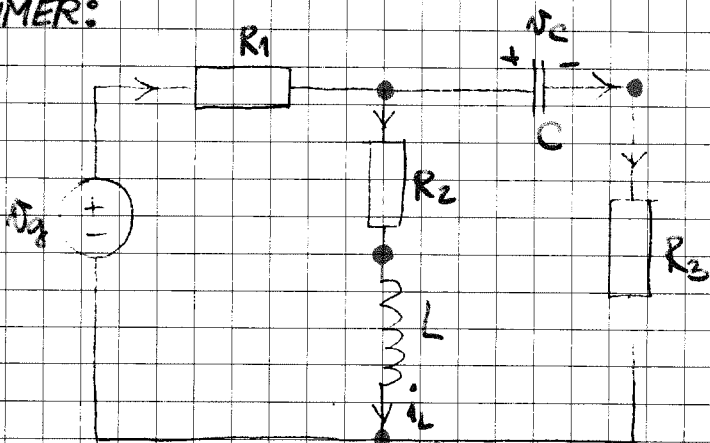 MER:
R1
vc
+ -
C
R2
vg
+
-
R3
L
iL